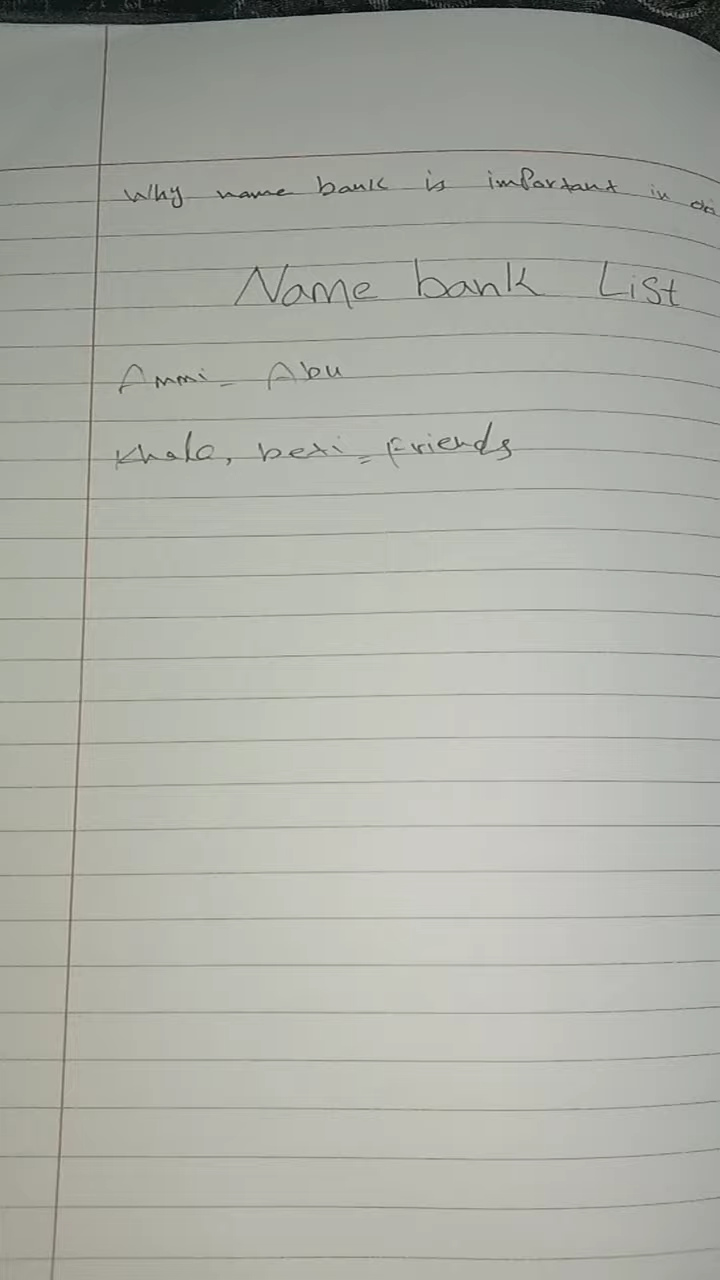 Why name bank is important in
Name bank List
Ammi - Abu
Khala, beti = friends